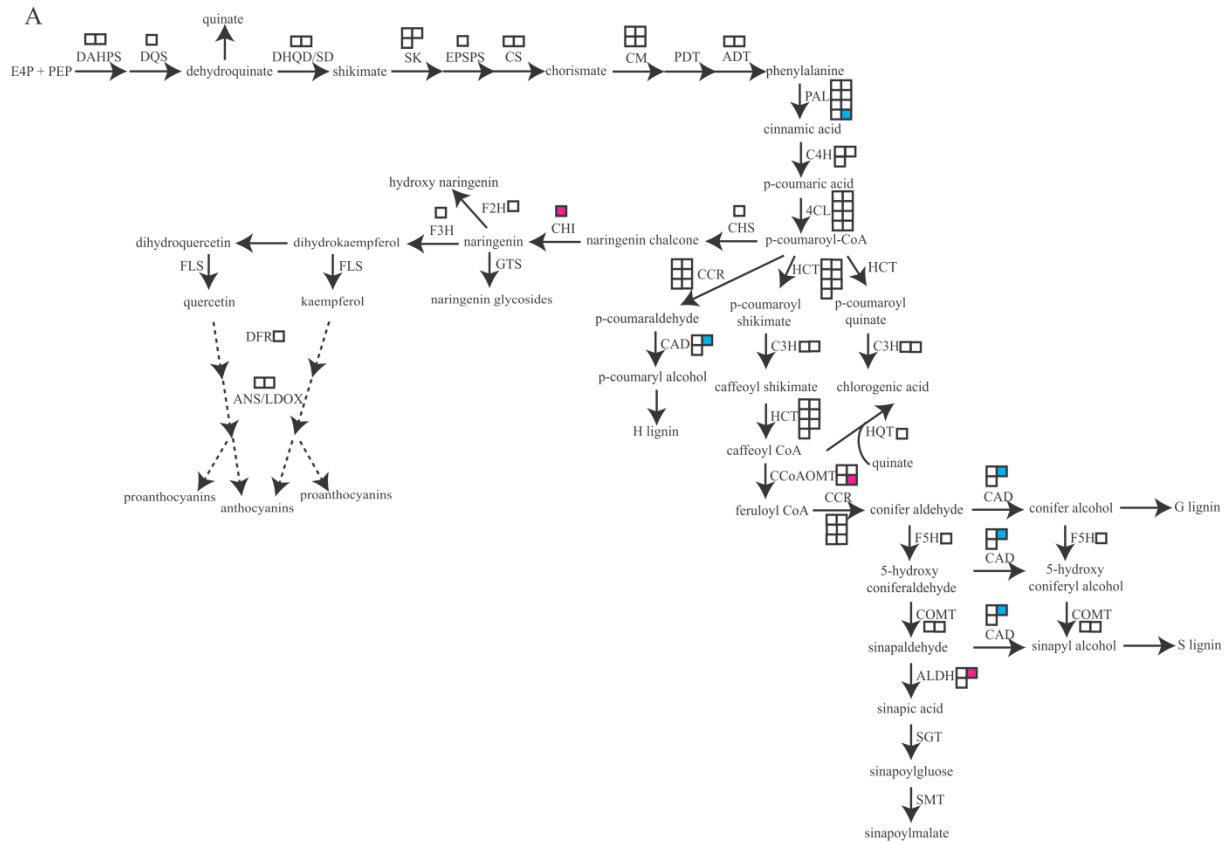 A
quinate
DAHPS
DQS
DHQD/SD
SK
EPSPS
CS
CM
PDT
ADT
E4P + PEP
dehydroquinate
shikimate
chorismate
phenylalanine
PAL
cinnamic acid
C4H
p-coumaric acid
4CL
hydroxy naringenin
F2H
F3H
CHI
CHS
dihydroquercetin
dihydrokaempferol
naringenin
naringenin chalcone
p-coumaroyl-CoA
FLS
FLS
GTS
CCR
HCT
HCT
quercetin
kaempferol
naringenin glycosides
p-coumaraldehyde
p-coumaroyl
shikimate
p-coumaroyl
quinate
DFR
CAD
C3H
C3H
p-coumaryl alcohol
caffeoyl shikimate
chlorogenic acid
ANS/LDOX
HCT
H lignin
HQT
caffeoyl CoA
quinate
CCoAOMT
proanthocyanins
anthocyanins
proanthocyanins
CCR
CAD
feruloyl CoA
conifer aldehyde
conifer alcohol
G lignin
F5H
F5H
CAD
5-hydroxy
coniferaldehyde
5-hydroxy
coniferyl alcohol
COMT
CAD
COMT
sinapaldehyde
sinapyl alcohol
S lignin
ALDH
sinapic acid
SGT
sinapoylgluose
SMT
sinapoylmalate